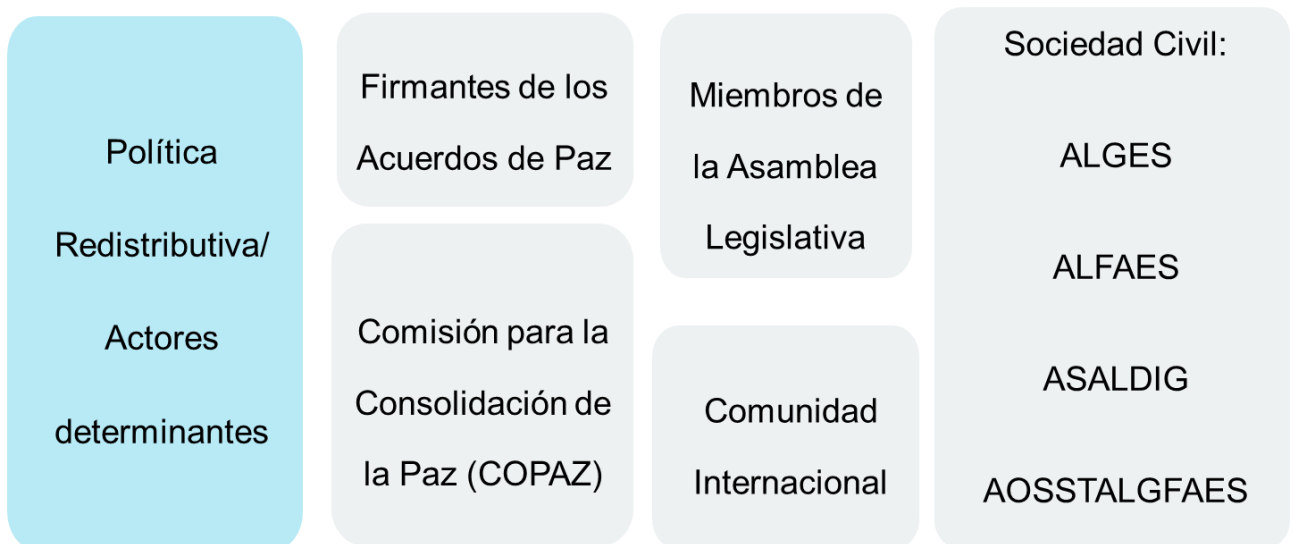 Política
Redistributiva/
Actores
determinantes
Firmantes de los
Acuerdos de Paz
Comisión para la
Consolidación de
la Paz (COPAZ)
Miembros de
la Asamblea
Legislativa
Comunidad
Internacional
Sociedad Civil:
ALGES
ALFAES
ASALDIG
AOSSTALGFAES